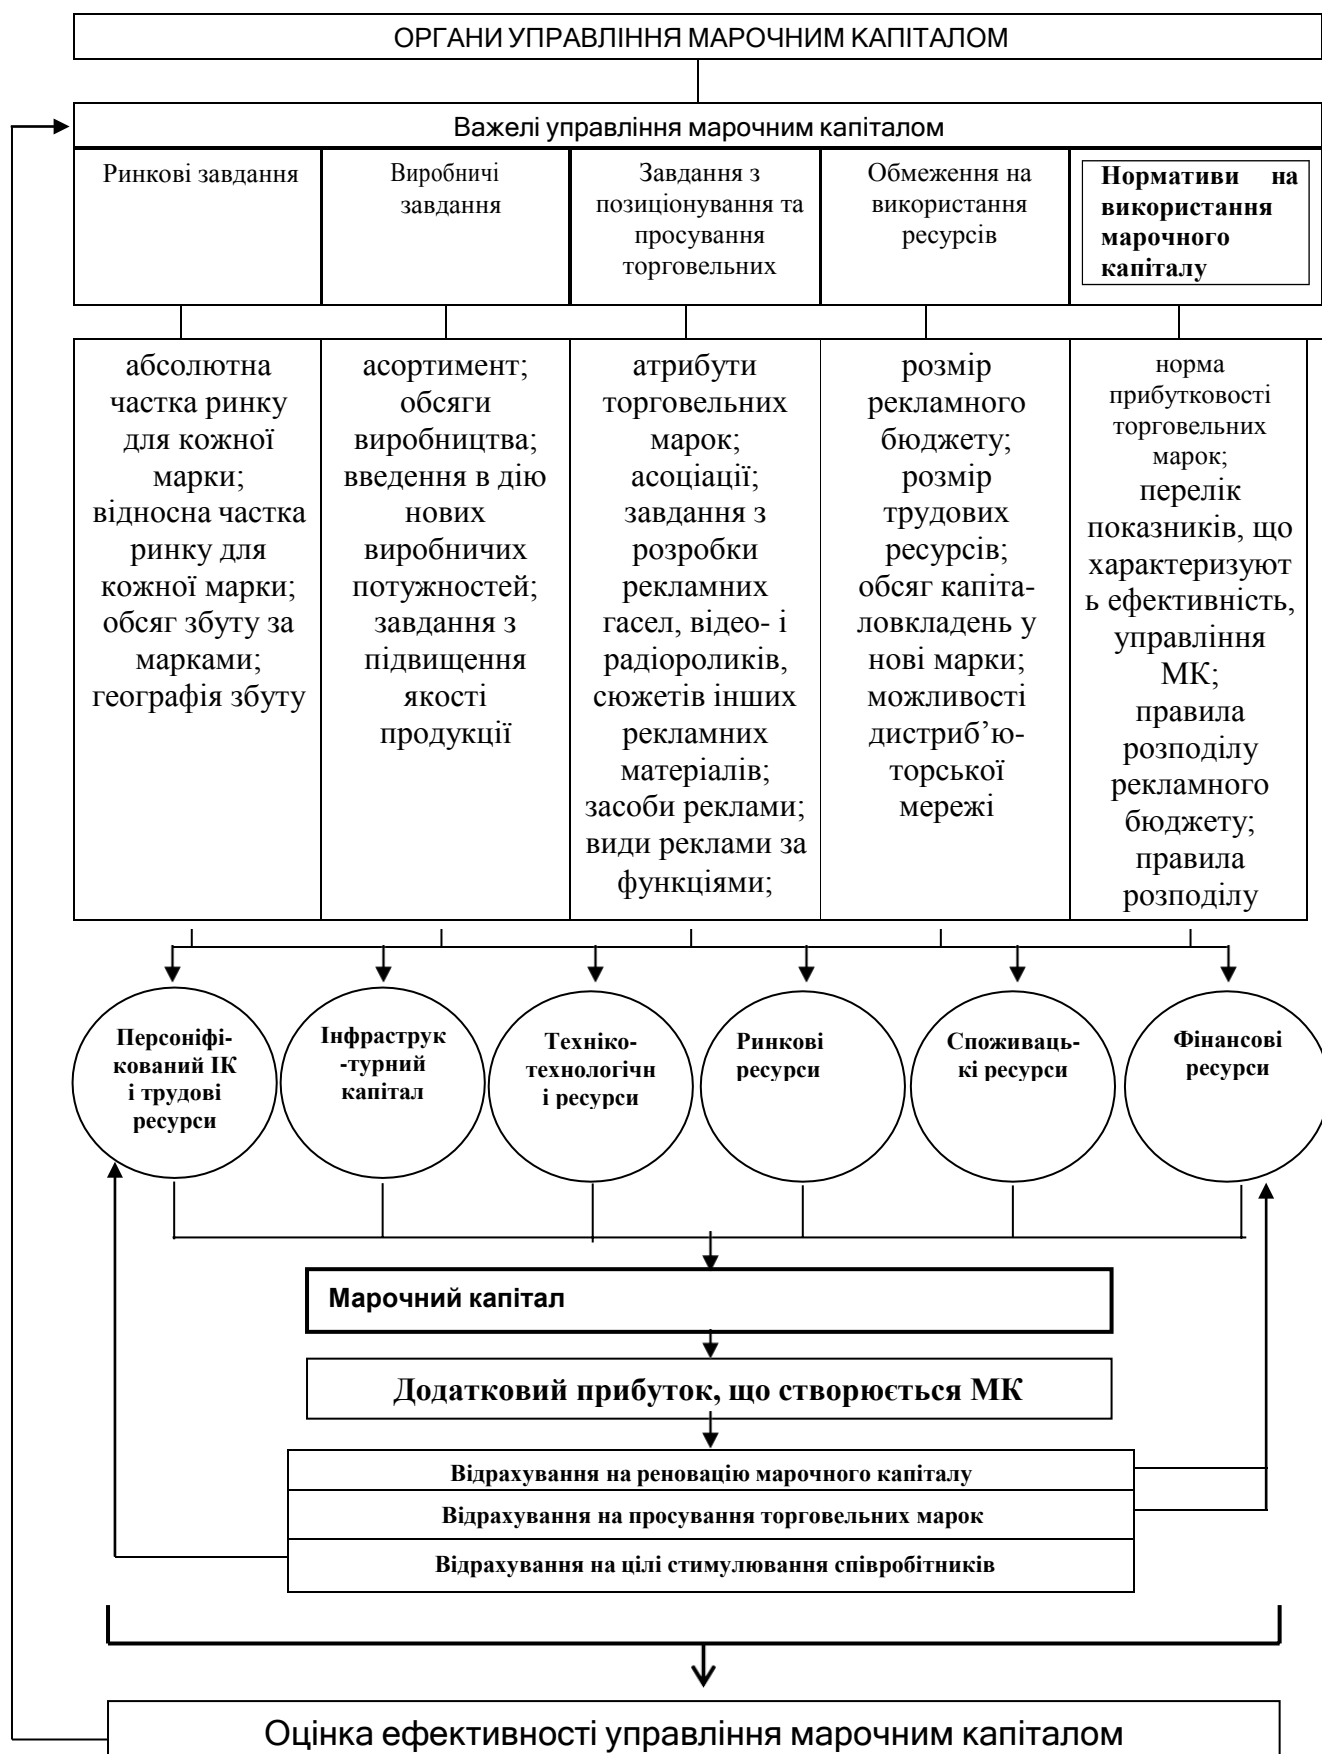 ОРГАНИ УПРАВЛІННЯ МАРОЧНИМ КАПІТАЛОМ
Важелі управління марочним капіталом
Ринкові завдання
Виробничі
завдання
Завдання з
позиціонування та
просування
торговельних
Обмеження на
використання
ресурсів
Нормативи на
використання
марочного
капіталу
абсолютна
частка ринку
для кожної
марки;
відносна частка
ринку для
кожної марки;
обсяг збуту за
марками;
географія збуту
асортимент;
обсяги
виробництва;
введення в дію
нових
виробничих
потужностей;
завдання з
підвищення
якості
продукції
атрибути
торговельних
марок;
асоціації;
завдання з
розробки
рекламних
гасел, відео- і
радіороликів,
сюжетів інших
рекламних
матеріалів;
засоби реклами;
види реклами за
функціями;
розмір
рекламного
бюджету;
розмір
трудових
ресурсів;
обсяг капіта-
ловкладень у
нові марки;
можливості
дистриб’ю-
торської
мережі
норма
прибутковості
торговельних
марок;
перелік
показників, що
характеризуют
ь ефективність,
управління
МК;
правила
розподілу
рекламного
бюджету;
правила
розподілу
Персоніфі-
кований ІК
і трудові
ресурси
Інфраструк
-турний
капітал
Техніко-
технологічн
і ресурси
Ринкові
ресурси
Споживаць-
кі ресурси
Фінансові
ресурси
Марочний капітал
Додатковий прибуток, що створюється МК
Відрахування на реновацію марочного капіталу
Відрахування на просування торговельних марок
Відрахування на цілі стимулювання співробітників
Оцінка ефективності управління марочним капіталом